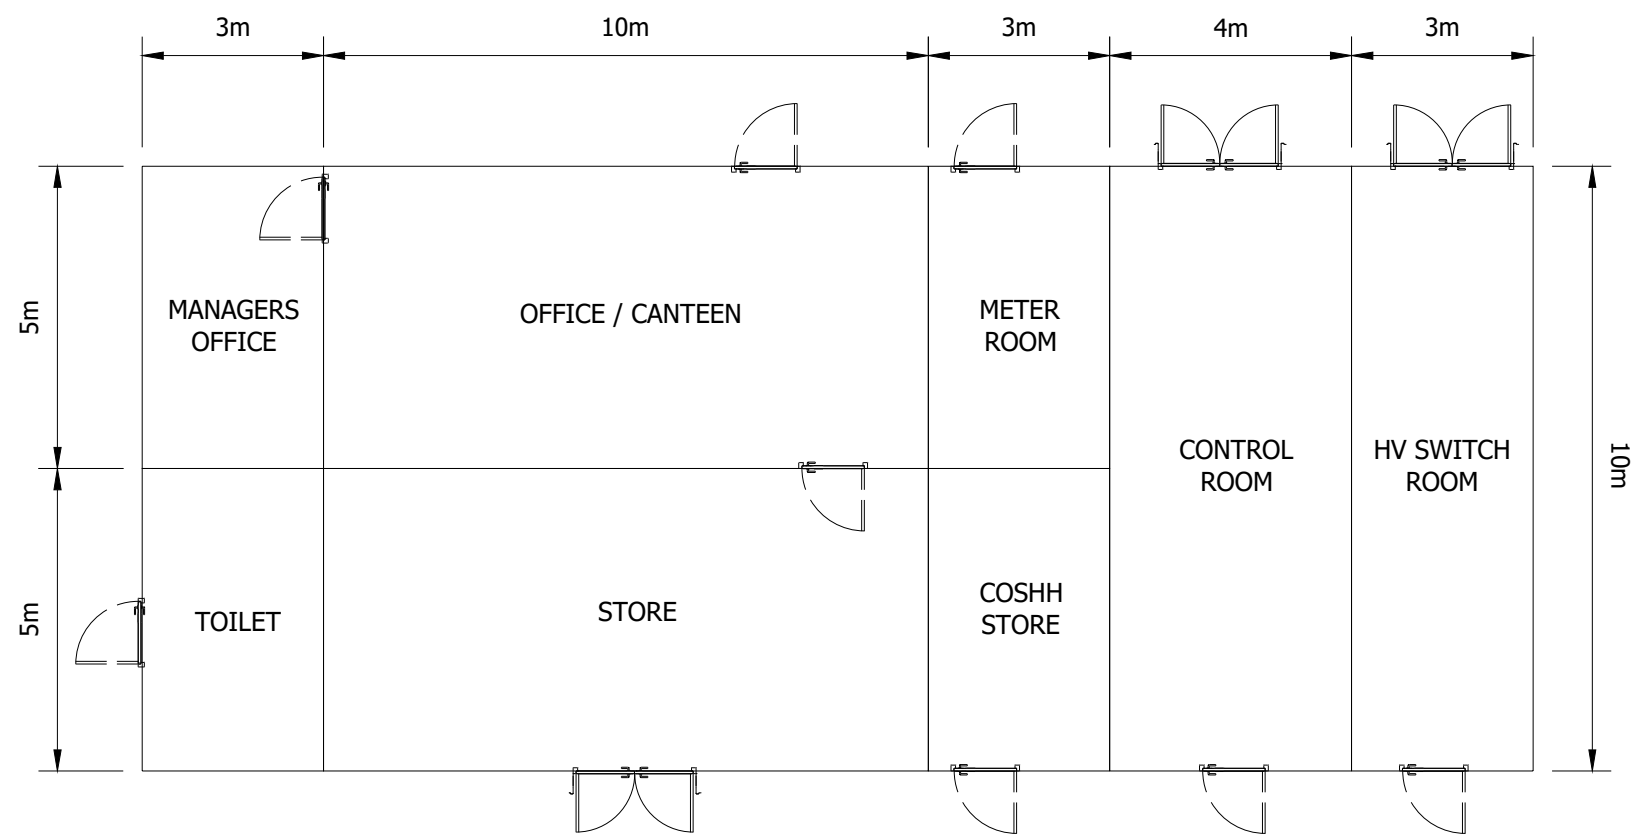 3m
10m
3m
4m
3m
5m
MANAGERS
OFFICE
OFFICE / CANTEEN
METER
ROOM
CONTROL
ROOM
HV SWITCH
ROOM
10m
5m
TOILET
STORE
COSHH
STORE